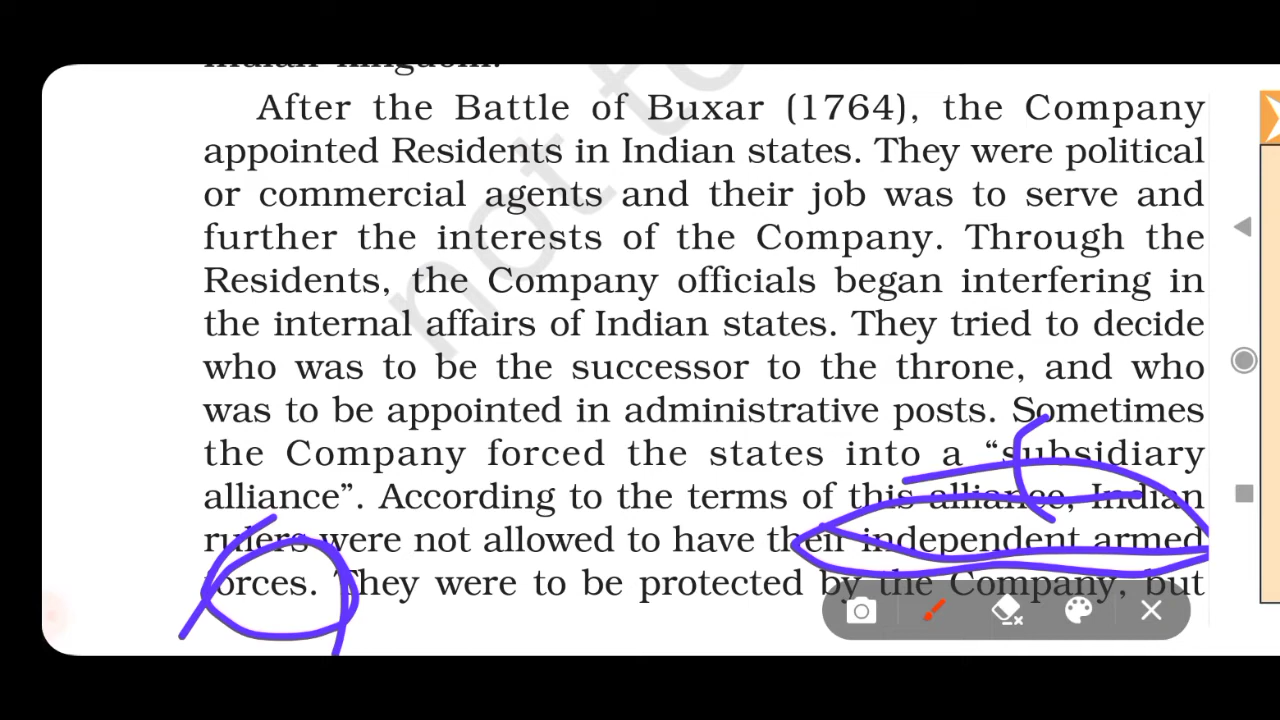 indian kingdom.
After the Battle of Buxar (1764), the Company
appointed Residents in Indian states. They were political
or commercial agents and their job was to serve and
further the interests of the Company. Through the
Residents, the Company officials began interfering in
the internal affairs of Indian states. They tried to decide
who was to be the successor to the throne, and who
was to be appointed in administrative posts. Sometimes
the Company forced the states into a “subsidiary
alliance”. According to the terms of this alliance, Indian
rulers were not allowed to have their independent armed
forces. They were to be protected by the Company, but
not to